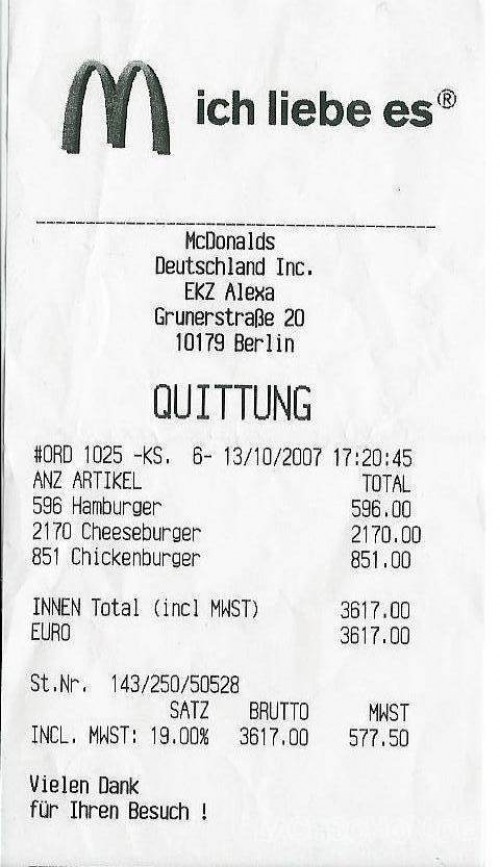 ich liebe es®
McDonalds
Deutschland Inc.
EKZ Alexa
Grunerstraße 20
10179 Berlin
QUITTUNG
#ORD 1025 -KS. 6- 13/10/2007 17:20:45
ANZ ARTIKEL TOTAL
596 Hamburger 596.00
2170 Cheeseburger 2170.00
851 Chickenburger 851.00
INNEN Total (incl MWST) 3617.00
EURO 3617.00
St.Nr. 143/250/50528
SATZ BRUTTO MWST
INCL. MWST: 19.00% 3617.00 577.50
Vielen Dank
für Ihren Besuch !